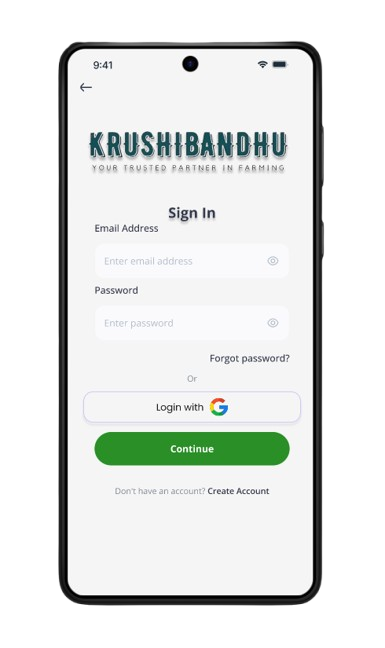 9:41
KRUSHIBANDHU
YOUR TRUSTED PARTNER IN FARMING
Sign In
Email Address
Enter email address
Password
Enter password
Forgot password?
Or
Login with
Continue
Don't have an account? Create Account